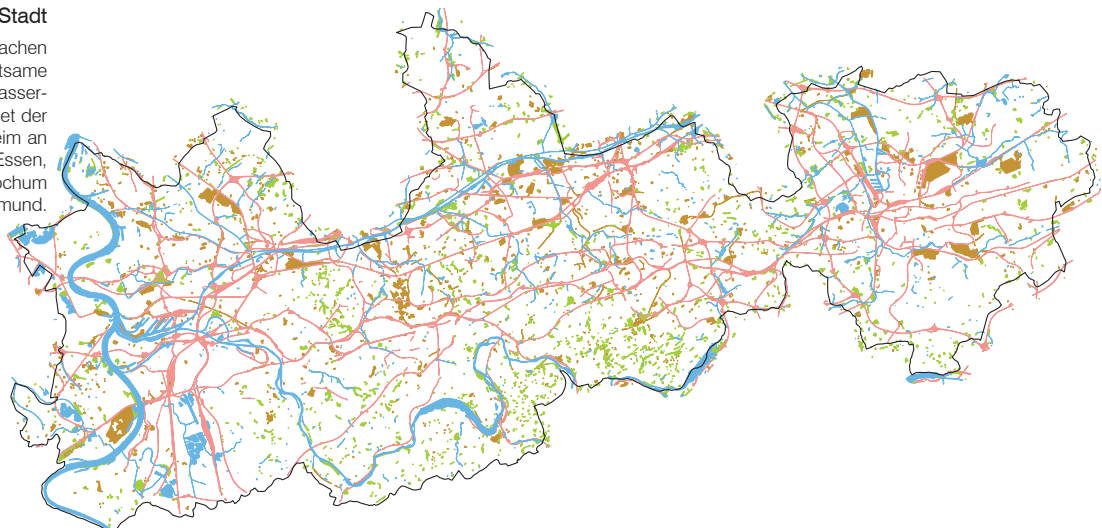 Stadt
achen
tsame
asser-
et der
eim an
Essen,
ochum
mund.